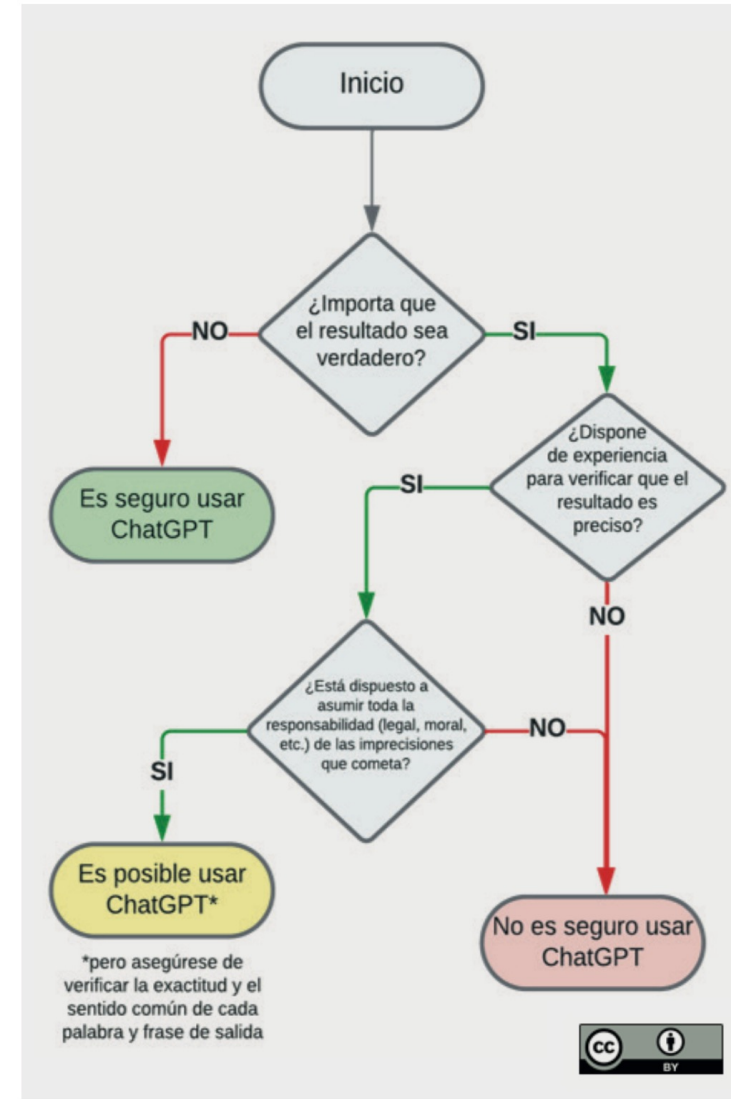 Inicio
¿Importa que
el resultado sea
verdadero?
NO
SI
¿Dispone
de experiencia
para verificar que el
resultado es
preciso?
Es seguro usar
ChatGPT
SI
NO
¿Está dispuesto a
asumir toda la
responsabilidad (legal, moral,
etc.) de las imprecisiones
que cometa?
NO
SI
Es posible usar
ChatGPT*
No es seguro usar
ChatGPT
*pero asegúrese de
verificar la exactitud y el
sentido común de cada
palabra y frase de salida
cc
BY